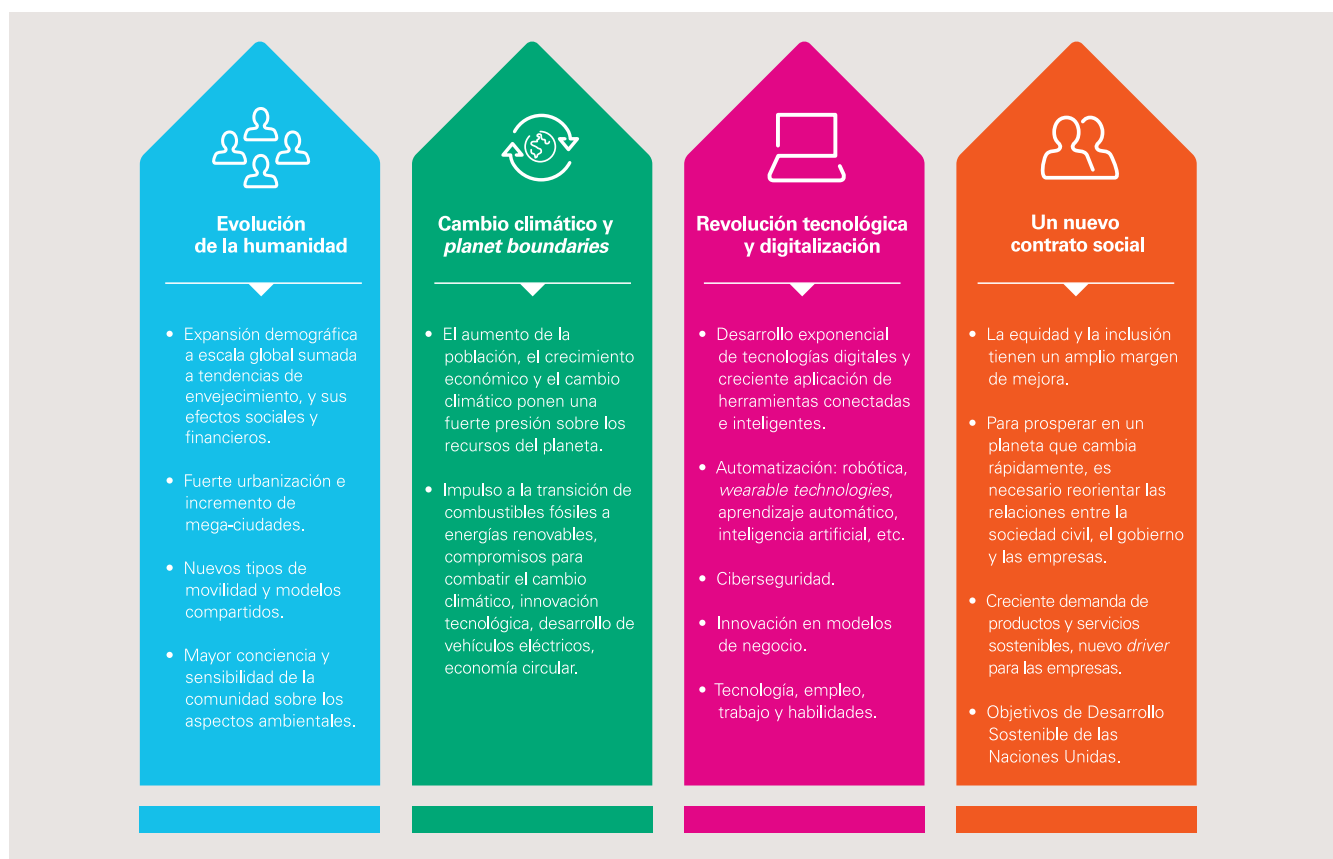 Evolución
de la humanidad
• Expansión demográfica
a escala global sumada
a tendencias de
envejecimiento, y sus
efectos sociales y
financieros.
• Fuerte urbanización e
incremento de
mega-ciudades.
• Nuevos tipos de
movilidad y modelos
compartidos.
• Mayor conciencia y
sensibilidad de la
comunidad sobre los
aspectos ambientales.
Cambio climático y
planet boundaries
• El aumento de la
población, el crecimiento
económico y el cambio
climático ponen una
fuerte presión sobre los
recursos del planeta.
• Impulso a la transición de
combustibles fósiles a
energías renovables,
compromisos para
combatir el cambio
climático, innovación
tecnológica, desarrollo de
vehículos eléctricos,
economía circular.
Revolución tecnológica
y digitalización
• Desarrollo exponencial
de tecnologías digitales y
creciente aplicación de
herramientas conectadas
e inteligentes.
• Automatización: robótica,
wearable technologies,
aprendizaje automático,
inteligencia artificial, etc.
• Ciberseguridad.
• Innovación en modelos
de negocio.
• Tecnología, empleo,
trabajo y habilidades.
Un nuevo
contrato social
• La equidad y la inclusión
tienen un amplio margen
de mejora.
• Para prosperar en un
planeta que cambia
rápidamente, es
necesario reorientar las
relaciones entre la
sociedad civil, el gobierno
y las empresas.
• Creciente demanda de
productos y servicios
sostenibles, nuevo driver
para las empresas.
• Objetivos de Desarrollo
Sostenible de las
Naciones Unidas.